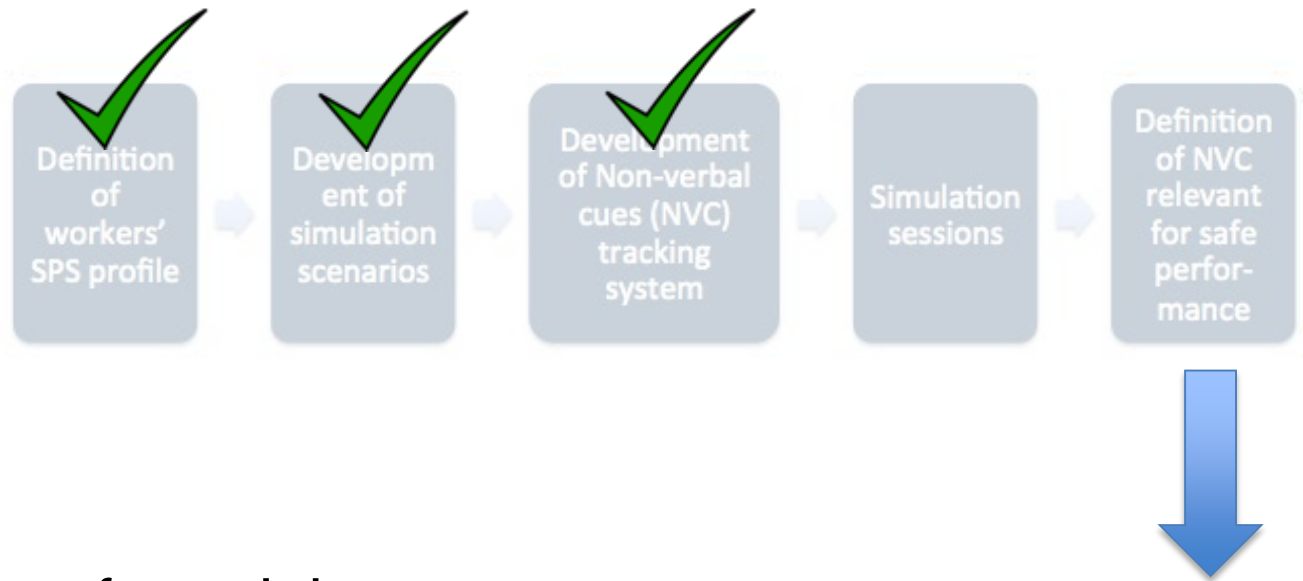 Definition
of
workers'
SPS profile
Developm
ent of
simulation
scenarios
Development
of Non-verbal
cues (NVC)
tracking
system
Simulation
sessions
Definition
of NVC
relevant
for safe
perfor-
mance